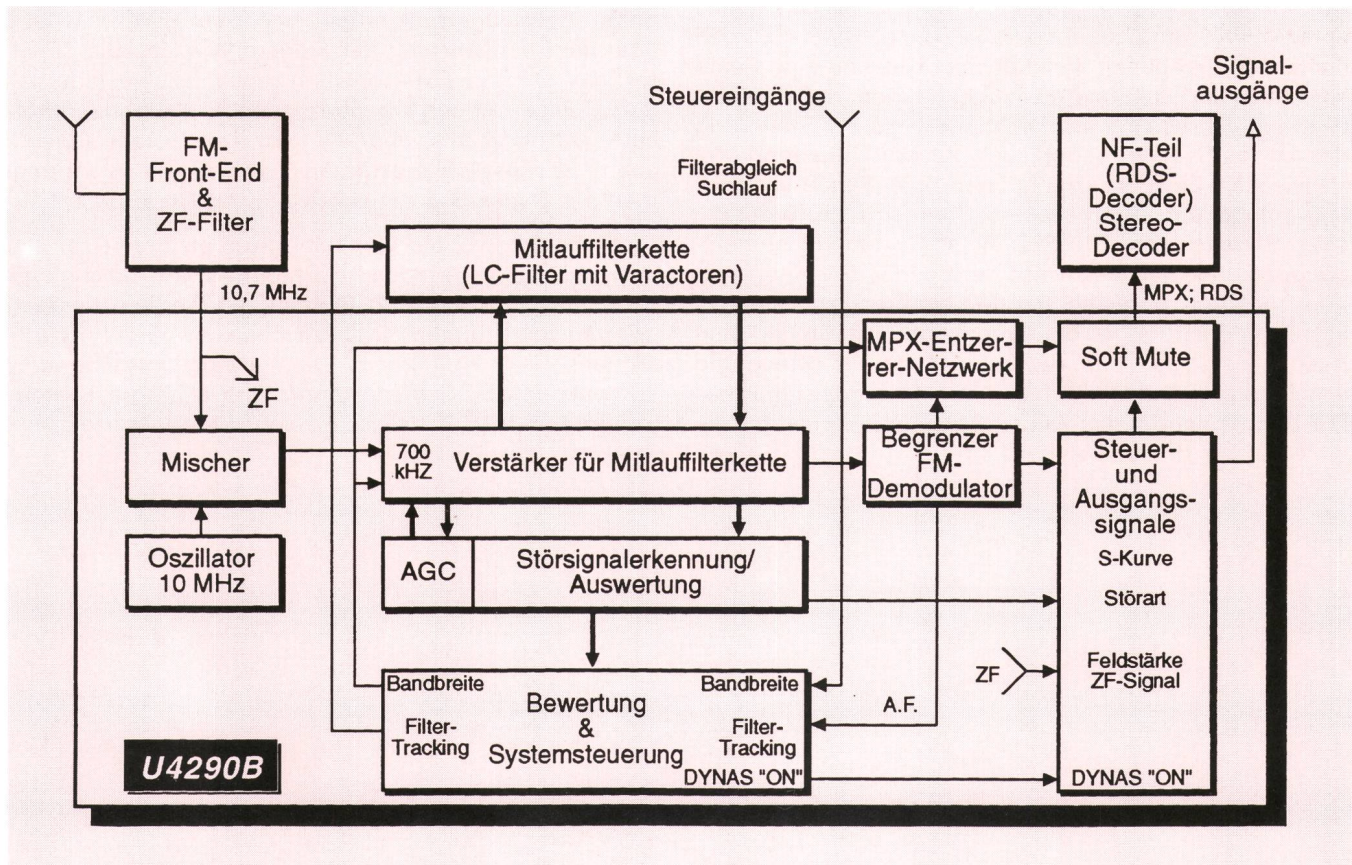 Signal-
ausgänge
Steuereingänge
FM-
Front-End
&
ZF-Filter
Filterabgleich
Suchlauf
NF-Teil
(RDS-
Decoder)
Stereo-
Decoder
Mitlauffilterkette
(LC-Filter mit Varactoren)
10,7 MHz
MPX; RDS
ZF
MPX-Entzer-
rer-Netzwerk
Soft Mute
Mischer
700
kHZ
Verstärker für Mitlauffilterkette
Begrenzer
FM-
Demodulator
Steuer-
und
Ausgangs-
signale
S-Kurve
Störart
Feldstärke
ZF-Signal
DYNAS "ON"
Oszillator
10 MHz
AGC
Störsignalerkennung/
Auswertung
ZF
A.F.
Bandbreite
Filter-
Tracking
Bewertung
&
Systemsteuerung
Bandbreite
Filter-
Tracking
DYNAS "ON"
U4290B